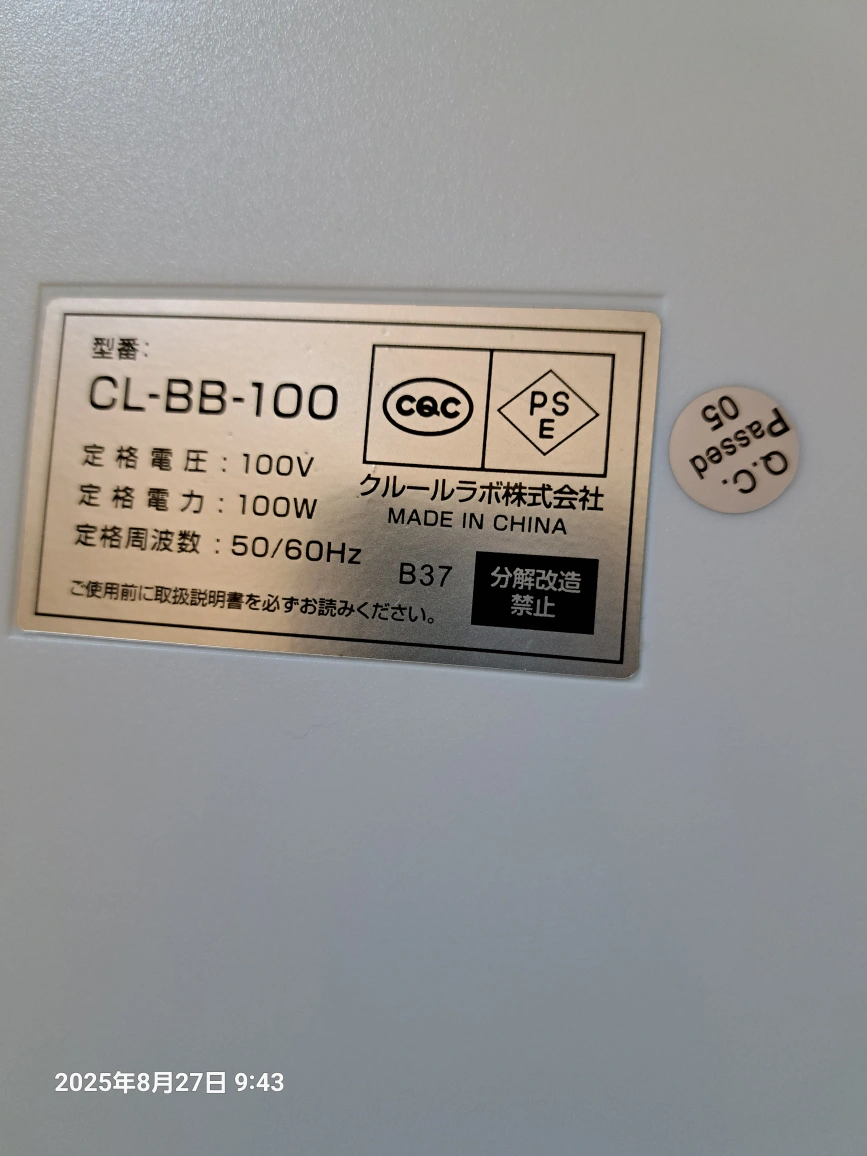 型番:
CL-BB-100
定格電圧:100V
定格電力:100W
定格周波数:50/60Hz
ご使用前に取扱説明書を必ずお読みください。
CQC
PS
E
クルールラボ株式会社
MADE IN CHINA
B37
分解改造
禁止
Q.C.
Passed
05
2025年8月27日 9:43